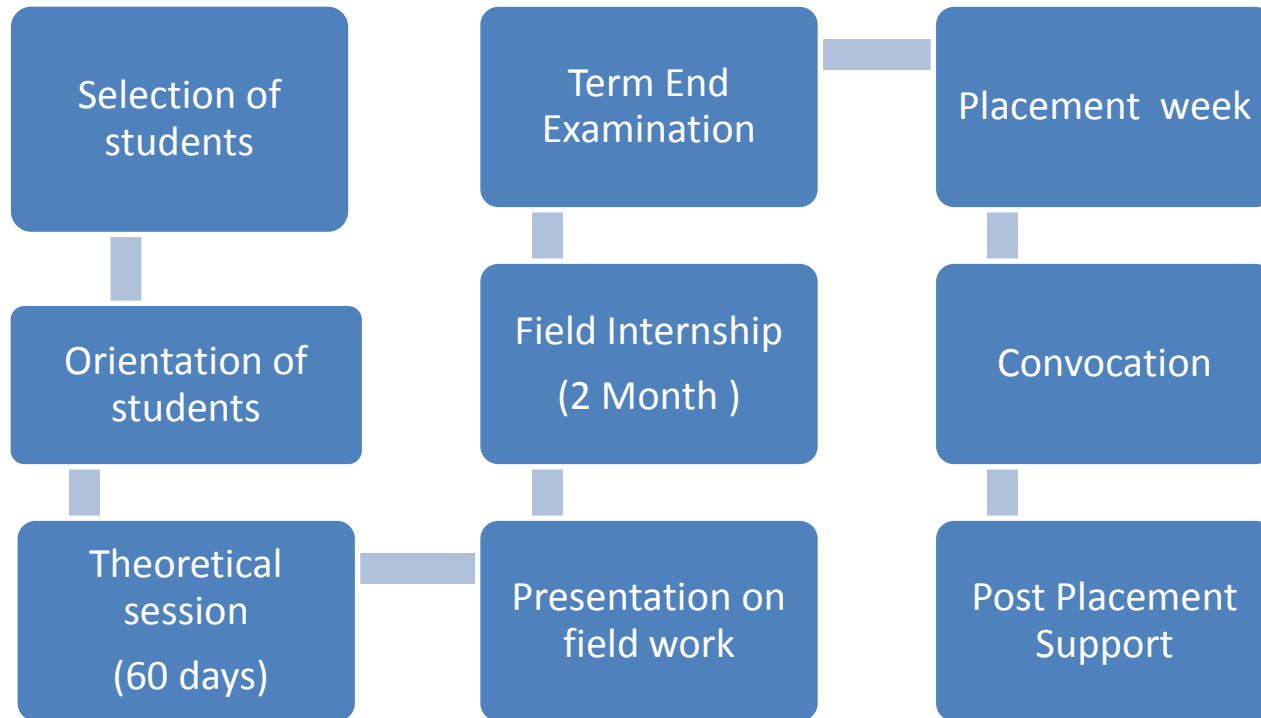 Selection of
students
Orientation of
students
Theoretical
session
(60 days)
Presentation on
field work
Field Internship
(2 Month )
Term End
Examination
Placement  week
Convocation
Post Placement
Support